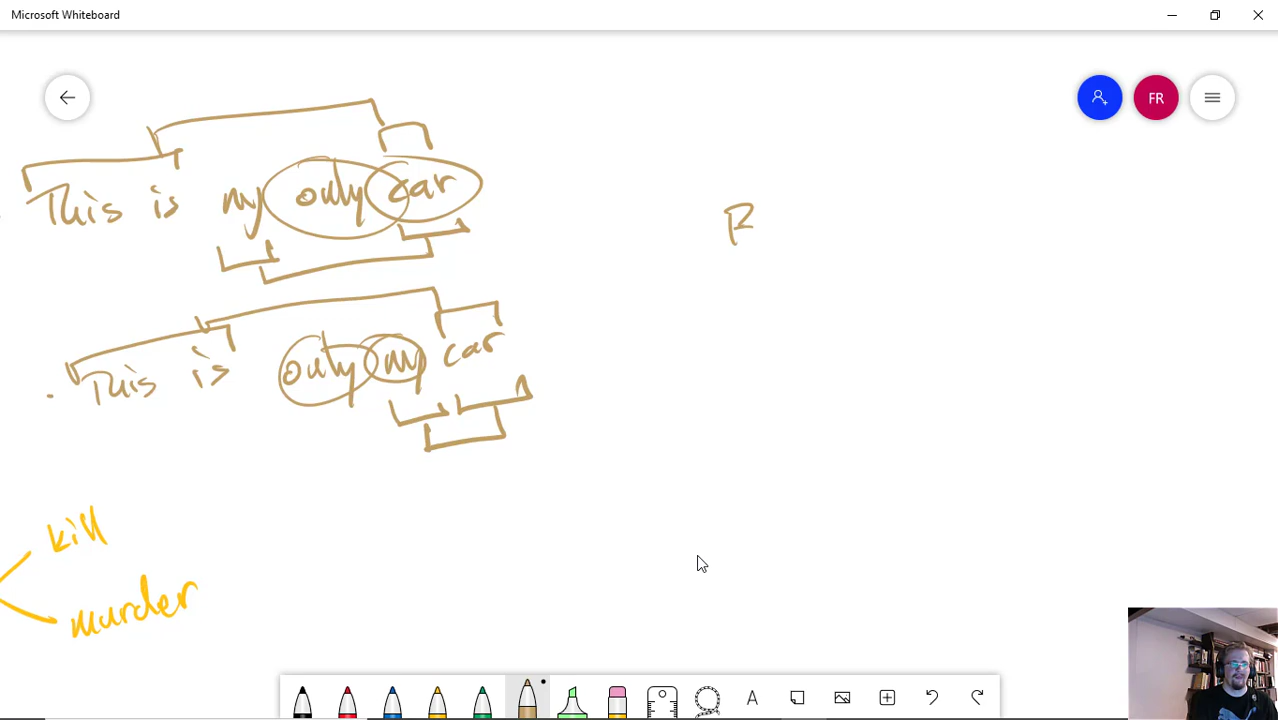 Microsoft Whiteboard
FR
This is my only car
R
This is only my car
kill
murder
A